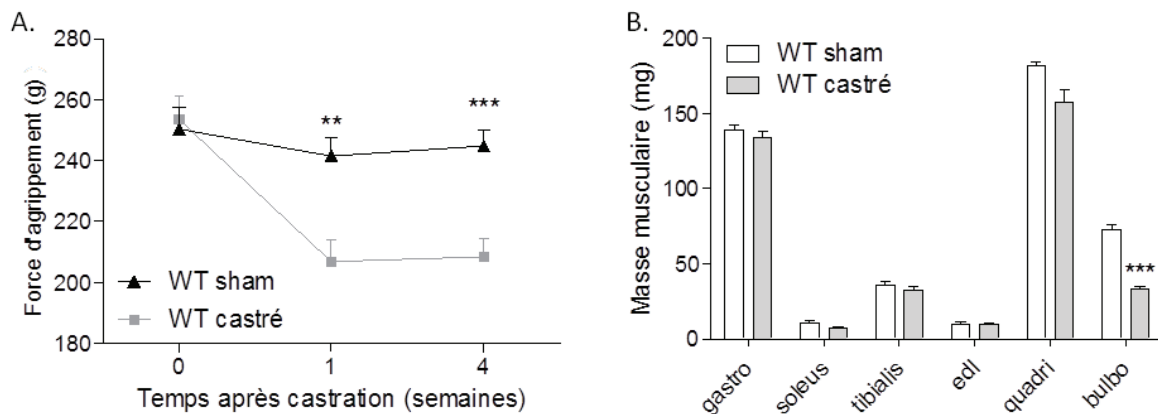 A.
Force d'agrippement (g)
280
260
240
220
200
180
**
***
WT sham
WT castré
0
1
4
Temps après castration (semaines)
B.
Masse musculaire (mg)
200
150
100
50
0
WT sham
WT castré
***
gastro
soleus
tibialis
edl
quadri
bulbo